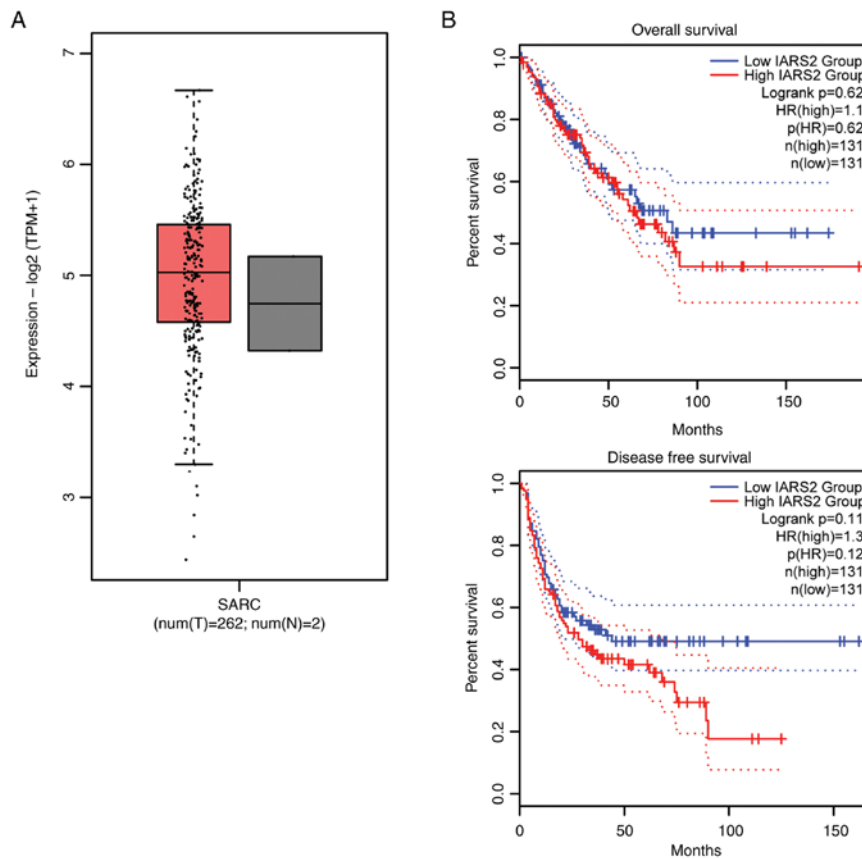 A
Expression – log2 (TPM+1)
7
6
5
4
3
SARC
(num(T)=262; num(N)=2)
B
Overall survival
Low IARS2 Group
High IARS2 Group
Logrank p=0.62
HR(high)=1.1
p(HR)=0.62
n(high)=131
n(low)=131
Percent survival
1.0
0.8
0.6
0.4
0.2
0.0
0
50
100
150
Months
Disease free survival
Low IARS2 Group
High IARS2 Group
Logrank p=0.11
HR(high)=1.3
p(HR)=0.12
n(high)=131
n(low)=131
Percent survival
1.0
0.8
0.6
0.4
0.2
0.0
0
50
100
150
Months